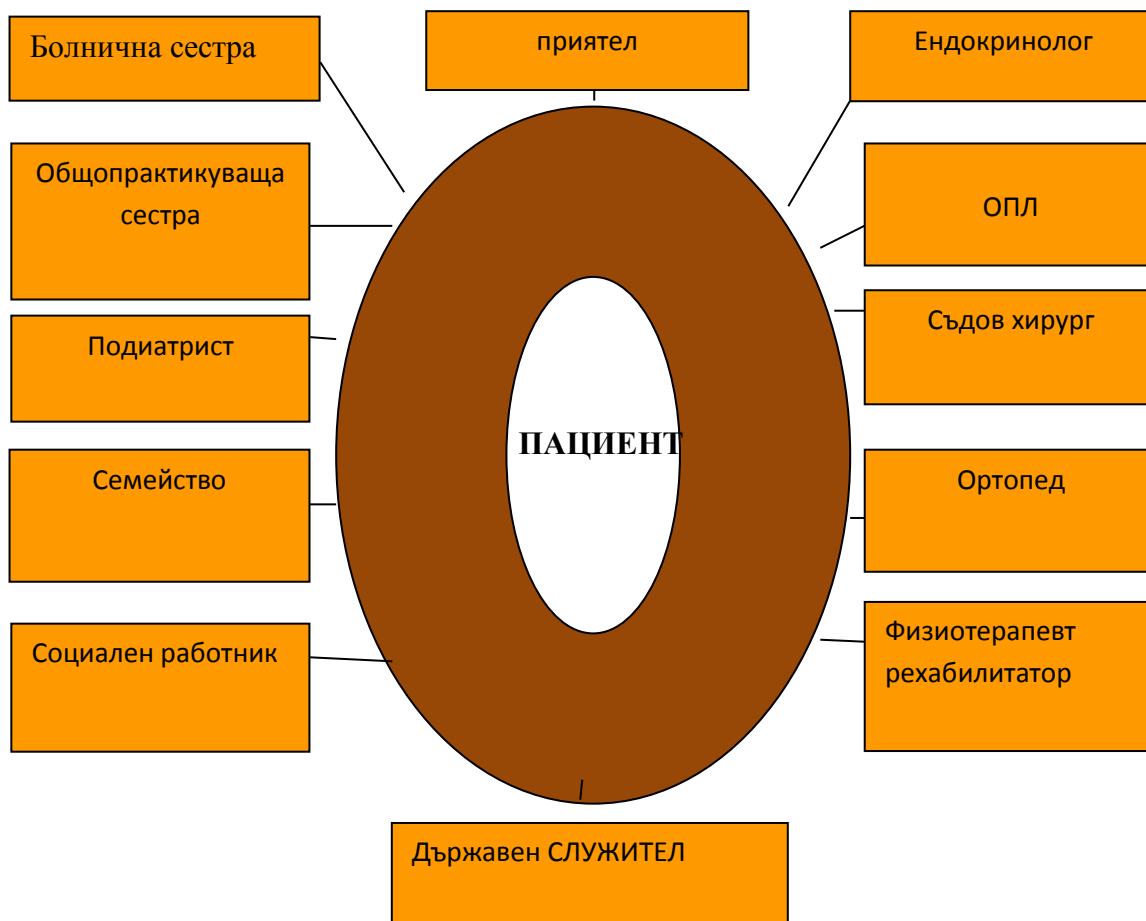 Болнична сестра
приятел
Ендокринолог
Общопрактикуваща
сестра
ОПЛ
Подиатрист
Съдов хирург
ПАЦИЕНТ
Семейство
Ортопед
Социален работник
Физиотерапевт
рехабилитатор
Държавен СЛУЖИТЕЛ